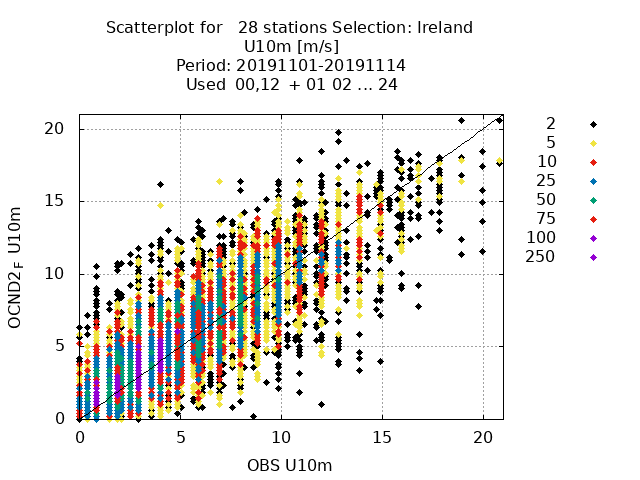 Scatterplot for   28 stations Selection: Ireland
U10m [m/s]
Period: 20191101-20191114
Used  00,12  + 01 02 ... 24
OCND2_F U10m
20
15
10
5
0
0 5 10 15 20
OBS U10m
2
5
10
25
50
75
100
250